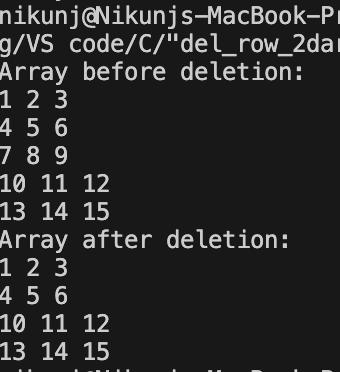 nikunj@Nikunjs-MacBook-Pr
g/VS code/C/"del_row_2dar
Array before deletion:
1 2 3
4 5 6
7 8 9
10 11 12
13 14 15
Array after deletion:
1 2 3
4 5 6
10 11 12
13 14 15